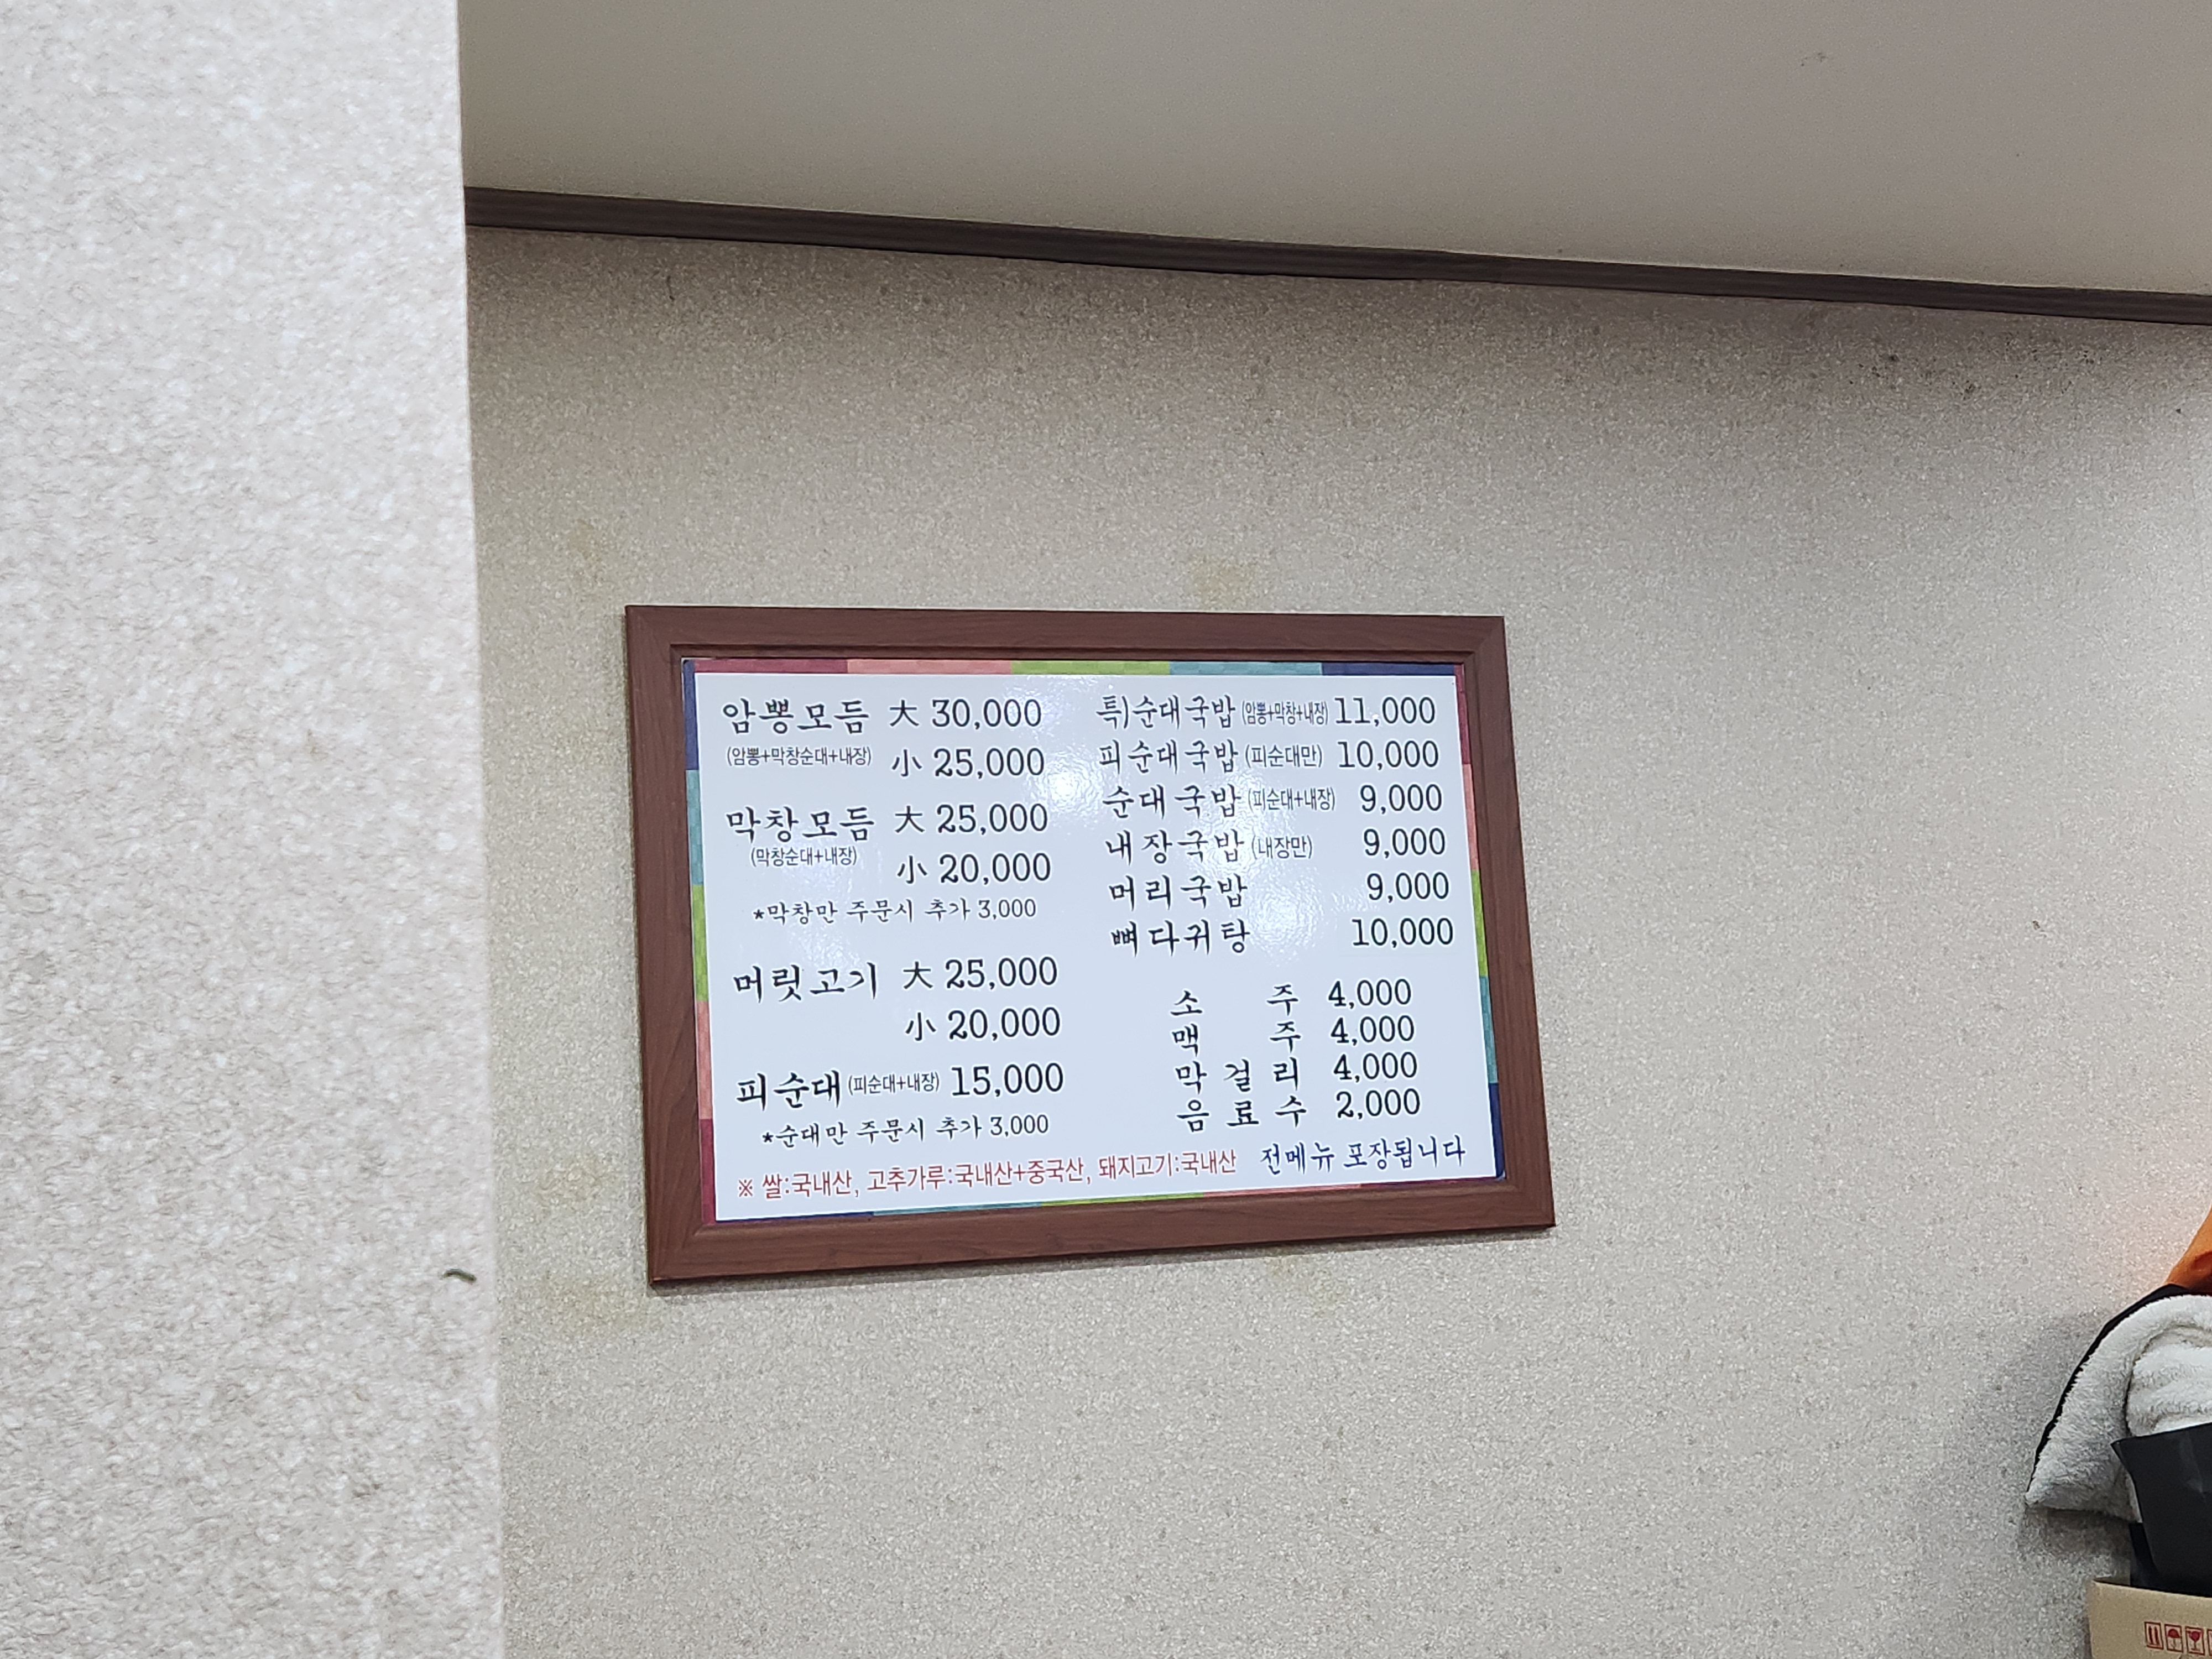 암뽕모듬 大 30,000
(암뽕+막창순대+내장) 小 25,000
막창모듬 大 25,000
(막창순대+내장)
小 20,000
*막창만 주문시 추가 3,000
머릿고기 大 25,000
小 20,000
피순대 (피순대+내장) 15,000
*순대만 주문시 추가 3,000
특)순대국밥 (암뽕+막창+내장) 11,000
피순대국밥 (피순대만) 10,000
순대국밥 (피순대+내장) 9,000
내장국밥 (내장만) 9,000
머리국밥 9,000
뼈다귀탕 10,000
소 주 4,000
맥 주 4,000
막 걸 리 4,000
음 료 수 2,000
전메뉴 포장됩니다
※ 쌀:국내산, 고추가루:국내산+중국산, 돼지고기:국내산